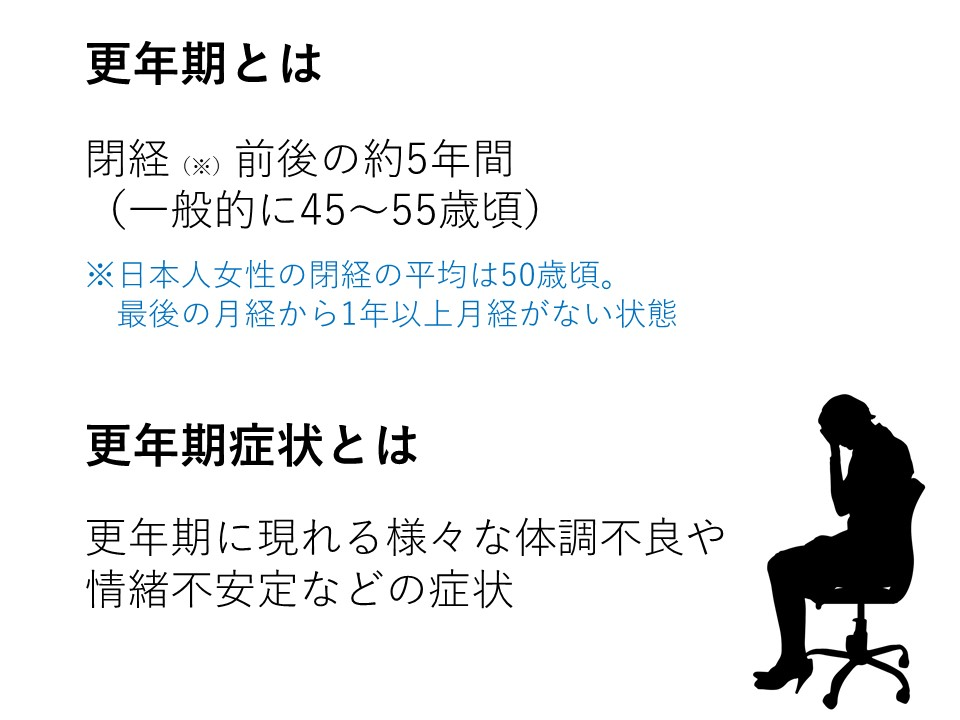 更年期とは
閉経（※）前後の約5年間
（一般的に45～55歳頃）
※日本人女性の閉経の平均は50歳頃。
最後の月経から1年以上月経がない状態
更年期症状とは
更年期に現れる様々な体調不良や
情緒不安定などの症状